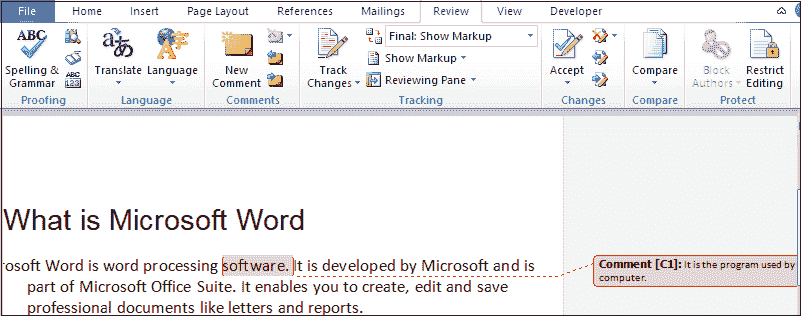 File Home Insert Page Layout References Mailings Review View Developer
ABC
Spelling & Grammar
ABC 123
Proofing
Translate
Language
Language
New Comment
Comments
Track Changes
Final: Show Markup
Show Markup
Reviewing Pane
Tracking
Accept
Changes
Compare
Compare
Block Authors
Restrict Editing
Protect
What is Microsoft Word
rosoft Word is word processing software. It is developed by Microsoft and is
part of Microsoft Office Suite. It enables you to create, edit and save
professional documents like letters and reports.
Comment [C1]: It is the program used by
computer.